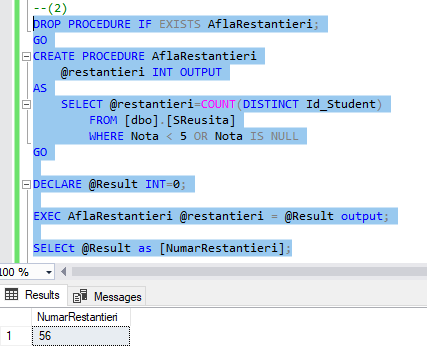 --(2)
DROP PROCEDURE IF EXISTS AflaRestantieri;
GO
CREATE PROCEDURE AflaRestantieri
@restantieri INT OUTPUT
AS
SELECT @restantieri=COUNT(DISTINCT Id_Student)
FROM [dbo].[SReusita]
WHERE Nota < 5 OR Nota IS NULL
GO
DECLARE @Result INT=0;
EXEC AflaRestantieri @restantieri = @Result output;
SELECt @Result as [NumarRestantieri];
100 %
Results Messages
NumarRestantieri
1 56